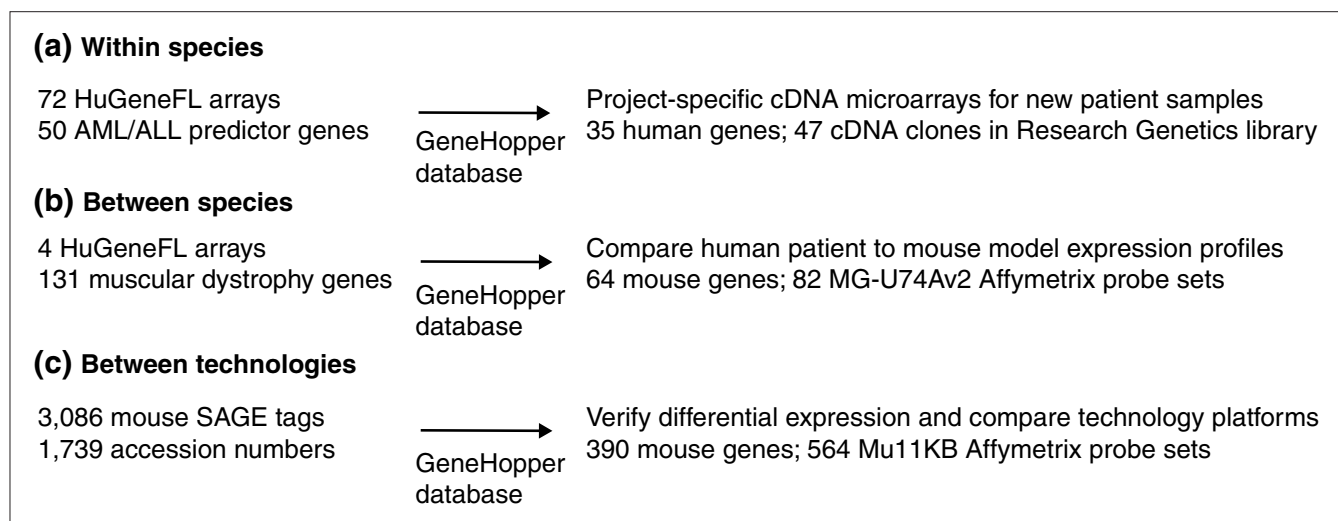 (a) Within species
72 HuGeneFL arrays
50 AML/ALL predictor genes
GeneHopper
database
Project-specific cDNA microarrays for new patient samples
35 human genes; 47 cDNA clones in Research Genetics library
(b) Between species
4 HuGeneFL arrays
131 muscular dystrophy genes
GeneHopper
database
Compare human patient to mouse model expression profiles
64 mouse genes; 82 MG-U74Av2 Affymetrix probe sets
(c) Between technologies
3,086 mouse SAGE tags
1,739 accession numbers
GeneHopper
database
Verify differential expression and compare technology platforms
390 mouse genes; 564 Mu11KB Affymetrix probe sets